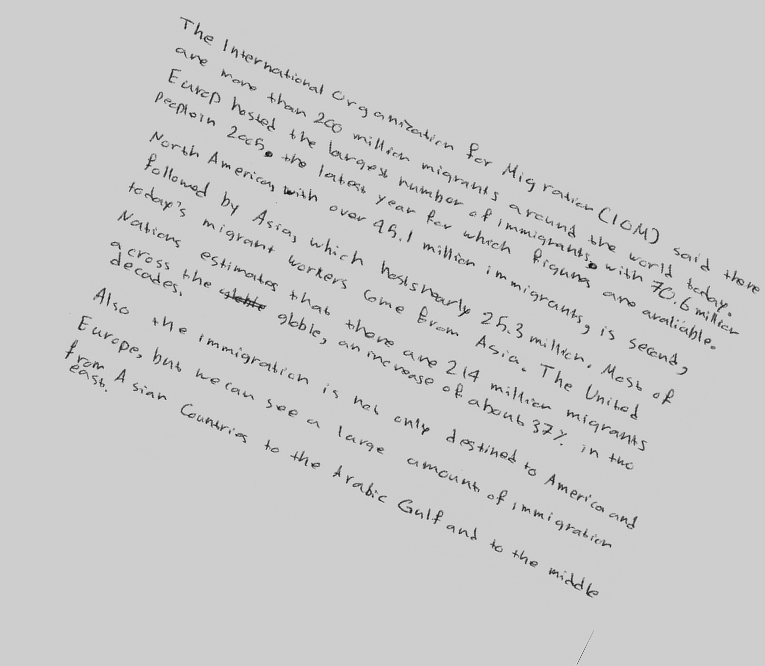 The International Organization for Migration (IOM) said there
are more than 200 million migrants around the world today.
Europ hosted the largest number of immigrants, with 70.6 million
peoploin 2005, the latest year for which figures are avaliable.
North America, with over 45.1 million immigrants, is second,
followed by Asia, which hosts nearly 25.3 million. Most of
today's migrant workers come from Asia. The United
Nations estimates that there are 214 million migrants
across the globle, an increase of about 37% in two
decades.
Also the immigration is not only destined to America and
Europe, but we can see a large amount of immigration
from Asian Countries to the Arabic Gulf and to the middle
east.